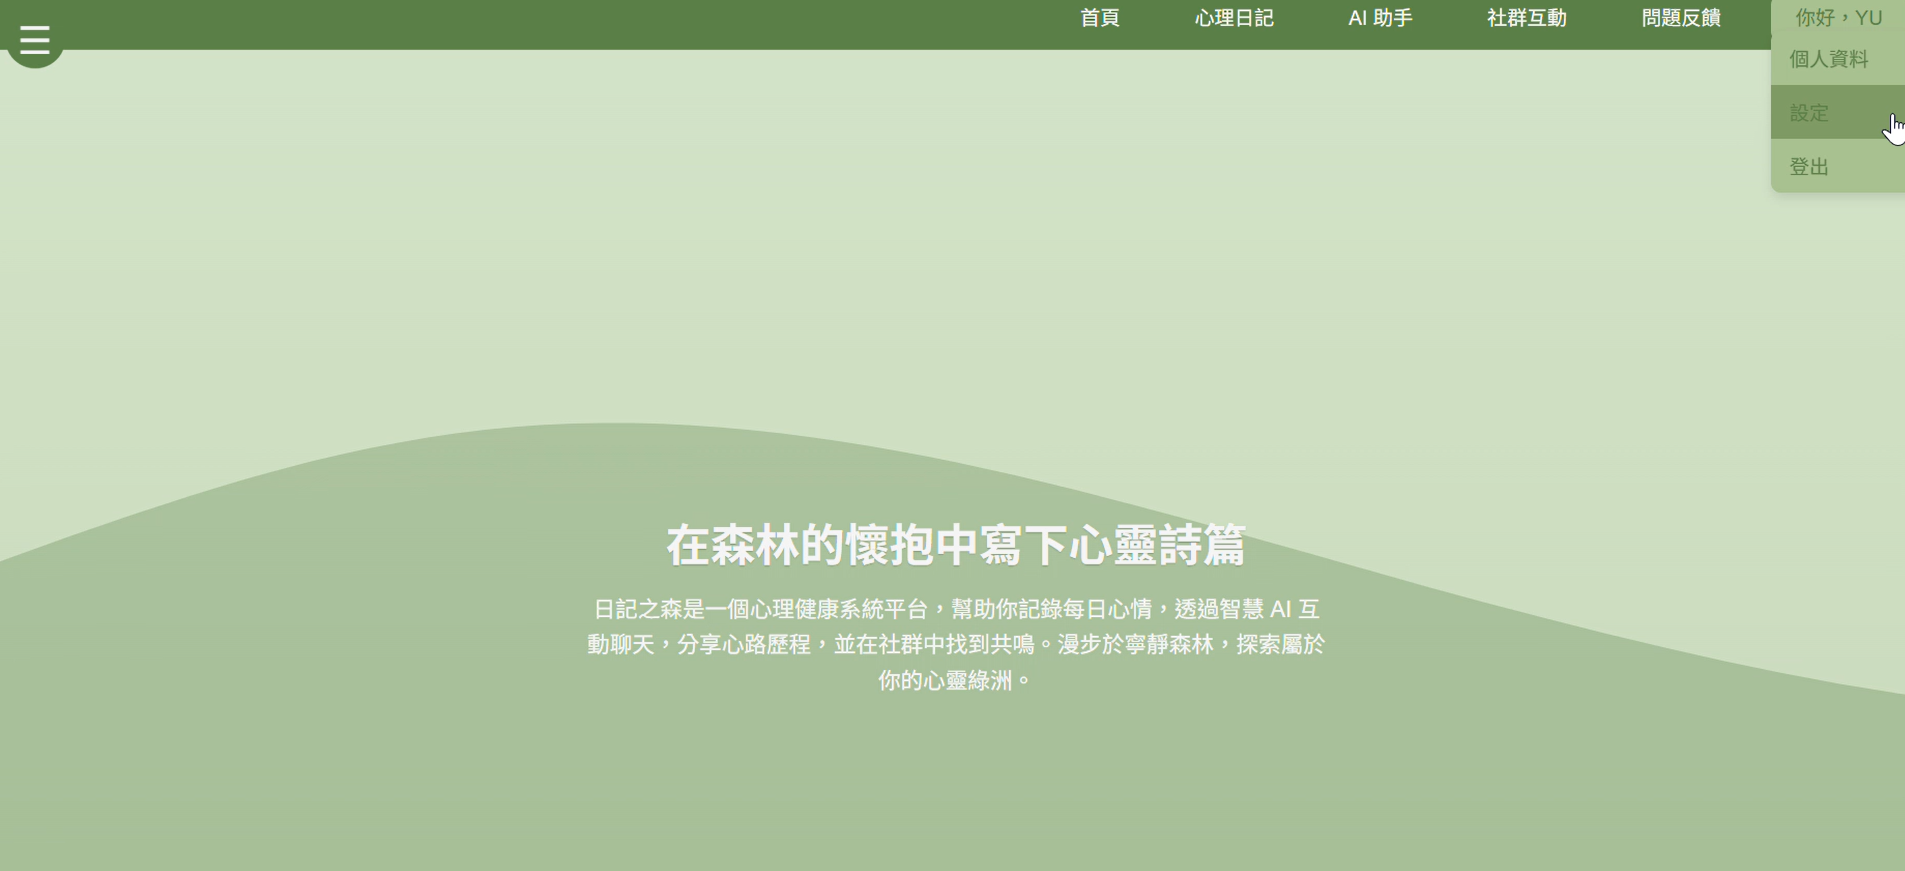 首頁
心理日記
AI 助手
社群互動
問題反饋
你好，YU
個人資料
設定
登出
在森林的懷抱中寫下心靈詩篇
日記之森是一個心理健康系統平台，幫助你記錄每日心情，透過智慧 AI 互
動聊天，分享心路歷程，並在社群中找到共鳴。漫步於寧靜森林，探索屬於
你的心靈綠洲。